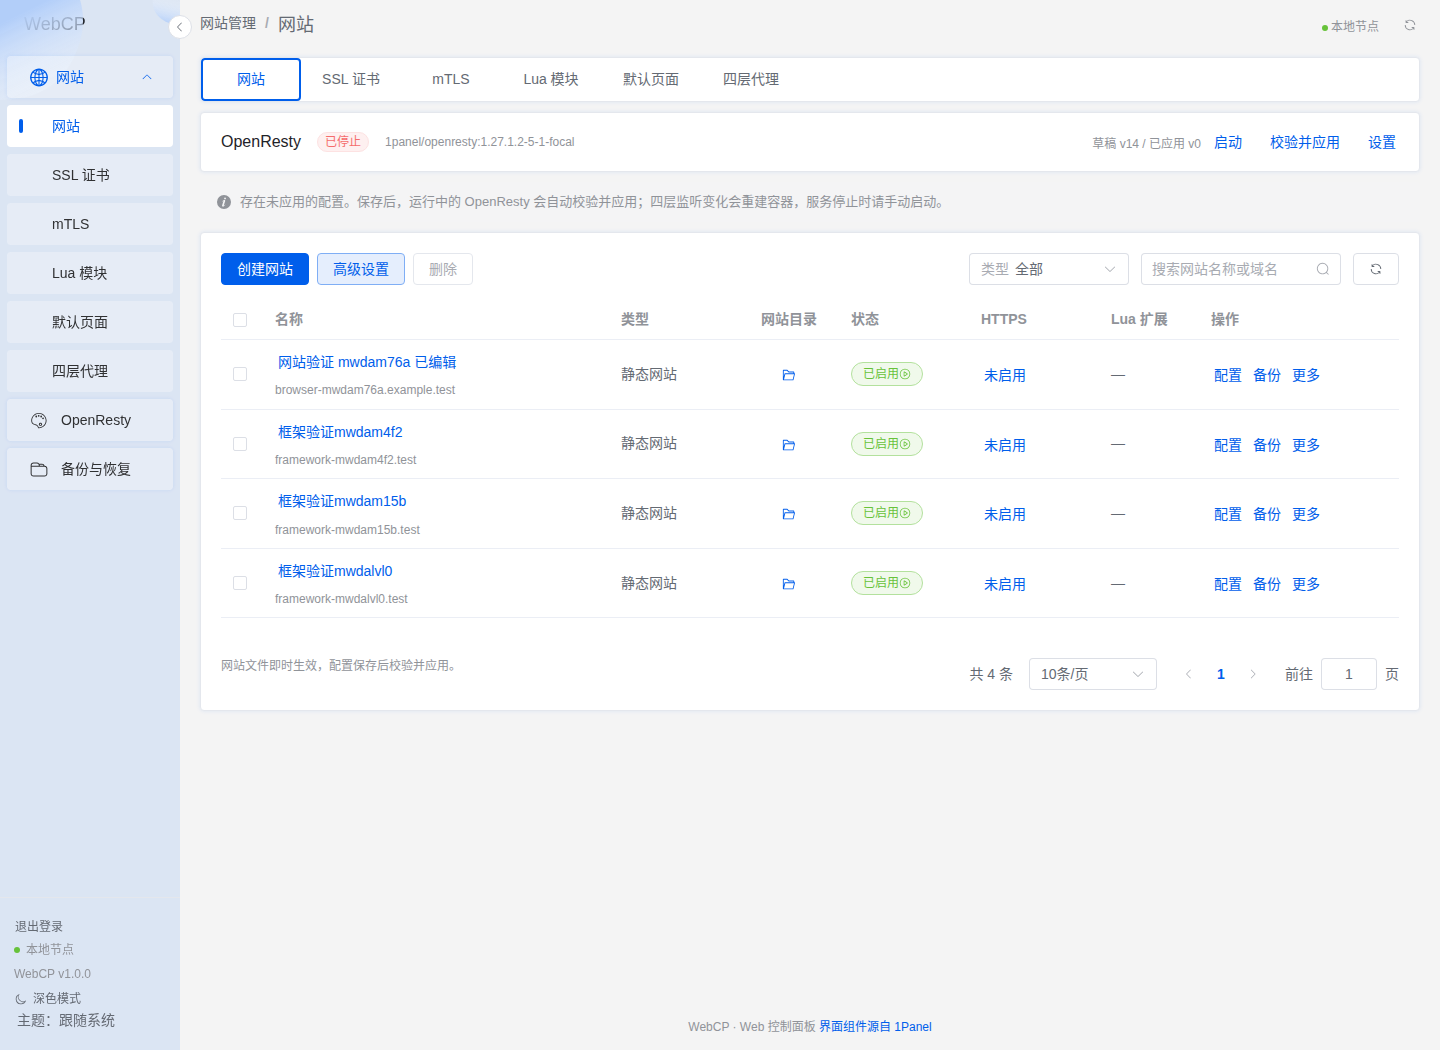 WebCP
网站管理 / 网站
本地节点
网站
网站
SSL 证书
mTLS
Lua 模块
默认页面
四层代理
OpenResty
备份与恢复
网站 SSL 证书 mTLS Lua 模块 默认页面 四层代理
OpenResty 已停止 1panel/openresty:1.27.1.2-5-1-focal 草稿 v14 / 已应用 v0 启动 校验并应用 设置
存在未应用的配置。保存后，运行中的 OpenResty 会自动校验并应用；四层监听变化会重建容器，服务停止时请手动启动。
创建网站 高级设置 删除 类型 全部 搜索网站名称或域名
名称 类型 网站目录 状态 HTTPS Lua 扩展 操作
网站验证 mwdam76a 已编辑
browser-mwdam76a.example.test
静态网站 已启用 未启用 — 配置 备份 更多
框架验证mwdam4f2
framework-mwdam4f2.test
静态网站 已启用 未启用 — 配置 备份 更多
框架验证mwdam15b
framework-mwdam15b.test
静态网站 已启用 未启用 — 配置 备份 更多
框架验证mwdalvl0
framework-mwdalvl0.test
静态网站 已启用 未启用 — 配置 备份 更多
网站文件即时生效，配置保存后校验并应用。
共 4 条 10条/页 1 前往 1 页
退出登录
本地节点
WebCP v1.0.0
深色模式
主题：跟随系统
WebCP · Web 控制面板 界面组件源自 1Panel